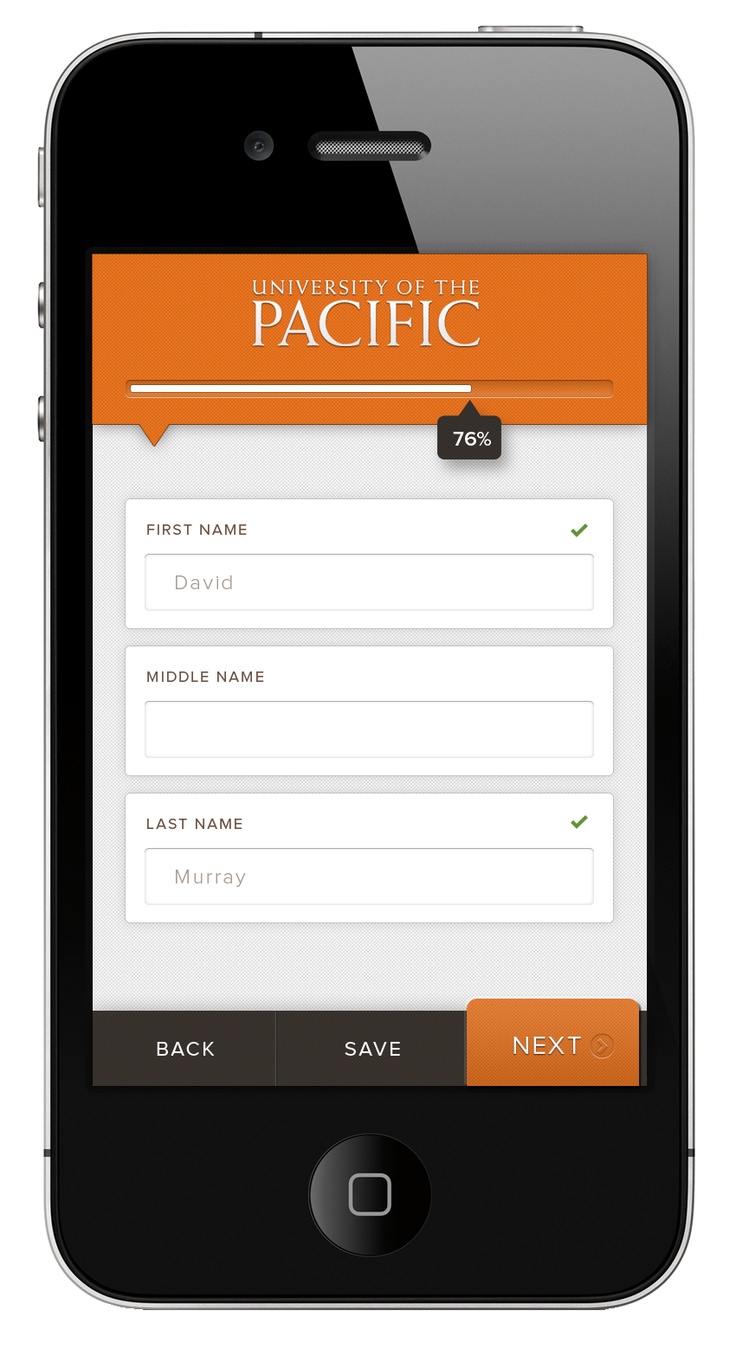 UNIVERSITY OF THE
PACIFIC
76%
FIRST NAME
David
MIDDLE NAME
LAST NAME
Murray
BACK
SAVE
NEXT